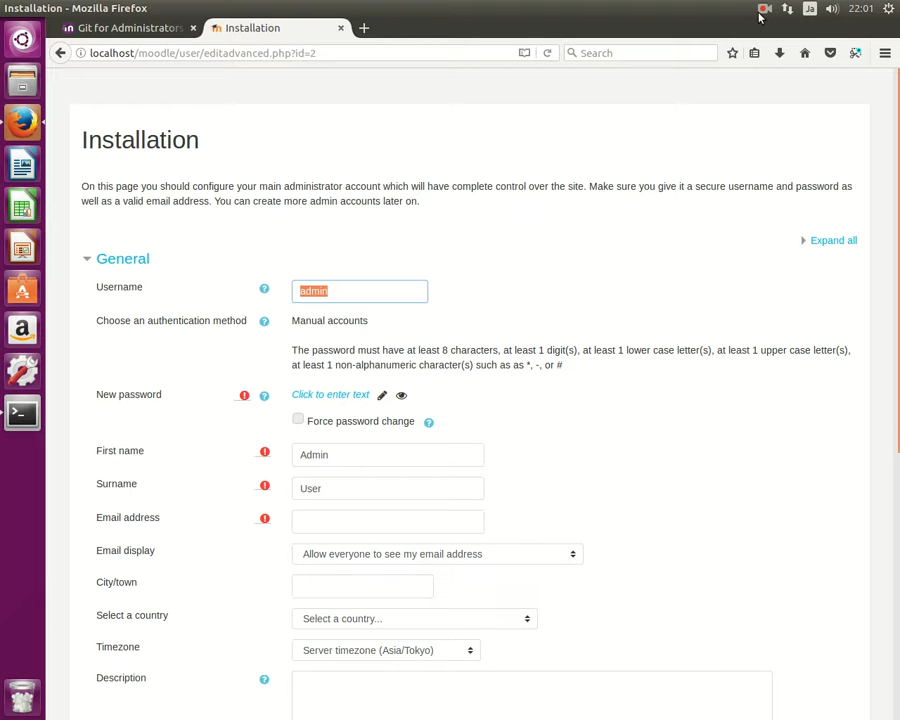 Installation - Mozilla Firefox
Ja
22:01
Git for Administrators
Installation
localhost/moodle/user/editadvanced.php?id=2
Search
Installation
On this page you should configure your main administrator account which will have complete control over the site. Make sure you give it a secure username and password as
well as a valid email address. You can create more admin accounts later on.
Expand all
General
Username
admin
Choose an authentication method
Manual accounts
The password must have at least 8 characters, at least 1 digit(s), at least 1 lower case letter(s), at least 1 upper case letter(s),
at least 1 non-alphanumeric character(s) such as as *, -, or #
New password
Click to enter text
Force password change
First name
Admin
Surname
User
Email address
Email display
Allow everyone to see my email address
City/town
Select a country
Select a country...
Timezone
Server timezone (Asia/Tokyo)
Description